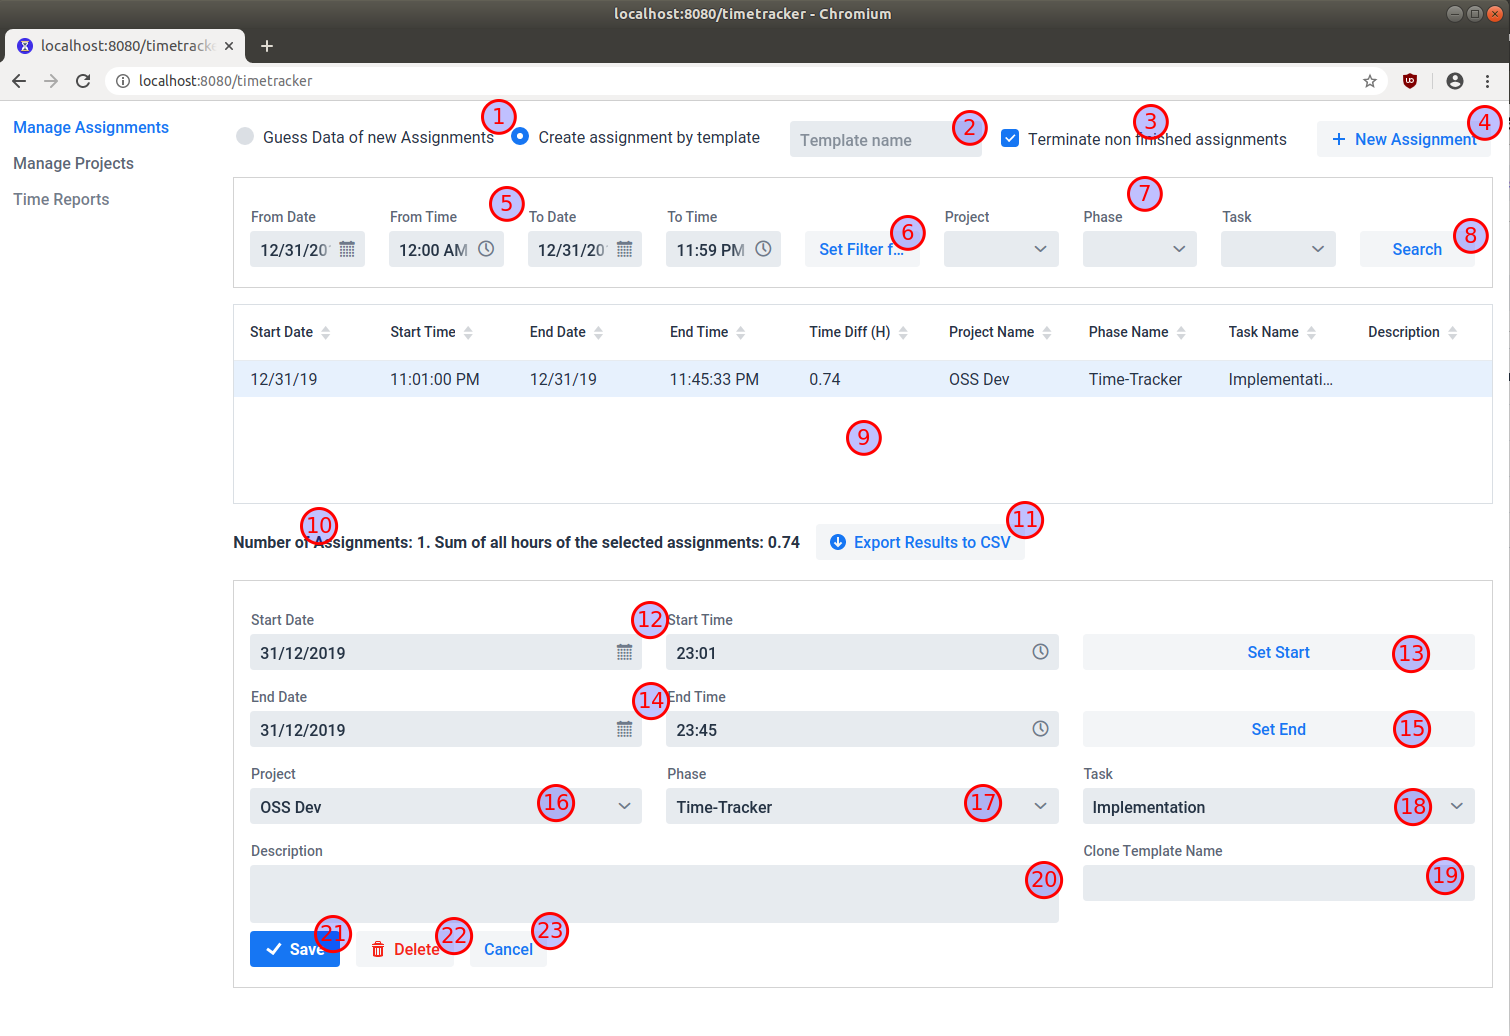 localhost:8080/timetracker - Chromium
localhost:8080/timetrack
localhost:8080/timetracker
Manage Assignments
Manage Projects
Time Reports
1
Guess Data of new Assignments
Create assignment by template
Template name
2
3
Terminate non finished assignments
4
New Assignment
5
6
7
8
From Date
From Time
To Date
To Time
Project
Phase
Task
12/31/20
12:00 AM
12/31/20
11:59 PM
Set Filter f...
Search
Start Date
Start Time
End Date
End Time
Time Diff (H)
Project Name
Phase Name
Task Name
Description
12/31/19
11:01:00 PM
12/31/19
11:45:33 PM
0.74
OSS Dev
Time-Tracker
Implementati...
9
10
Number of Assignments: 1. Sum of all hours of the selected assignments: 0.74
11
Export Results to CSV
Start Date
12
Start Time
31/12/2019
23:01
Set Start
13
End Date
14
End Time
31/12/2019
23:45
Set End
15
Project
Phase
Task
OSS Dev
16
Time-Tracker
17
Implementation
18
Description
Clone Template Name
20
19
21
Save
22
Delete
23
Cancel